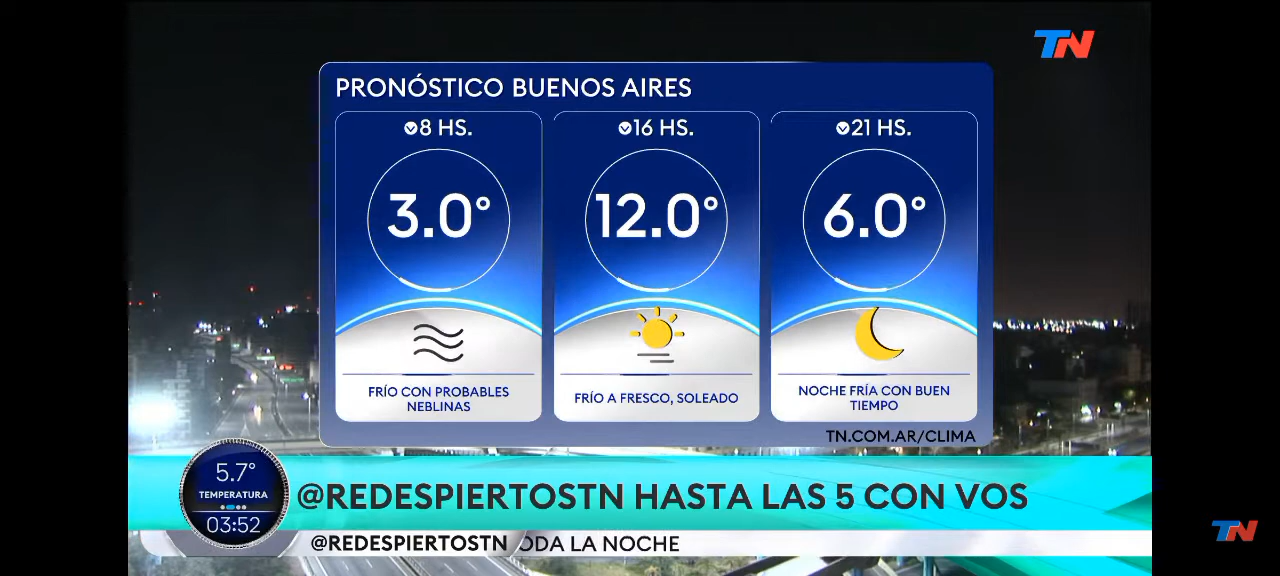 TN
PRONÓSTICO BUENOS AIRES
8 HS.
16 HS.
21 HS.
3.0°
12.0°
6.0°
FRÍO CON PROBABLES
NEBLINAS
FRÍO A FRESCO, SOLEADO
NOCHE FRÍA CON BUEN
TIEMPO
TN.COM.AR/CLIMA
5.7°
TEMPERATURA
03:52
@REDESPIERTOSTN HASTA LAS 5 CON VOS
@REDESPIERTOSTN ODA LA NOCHE
TN